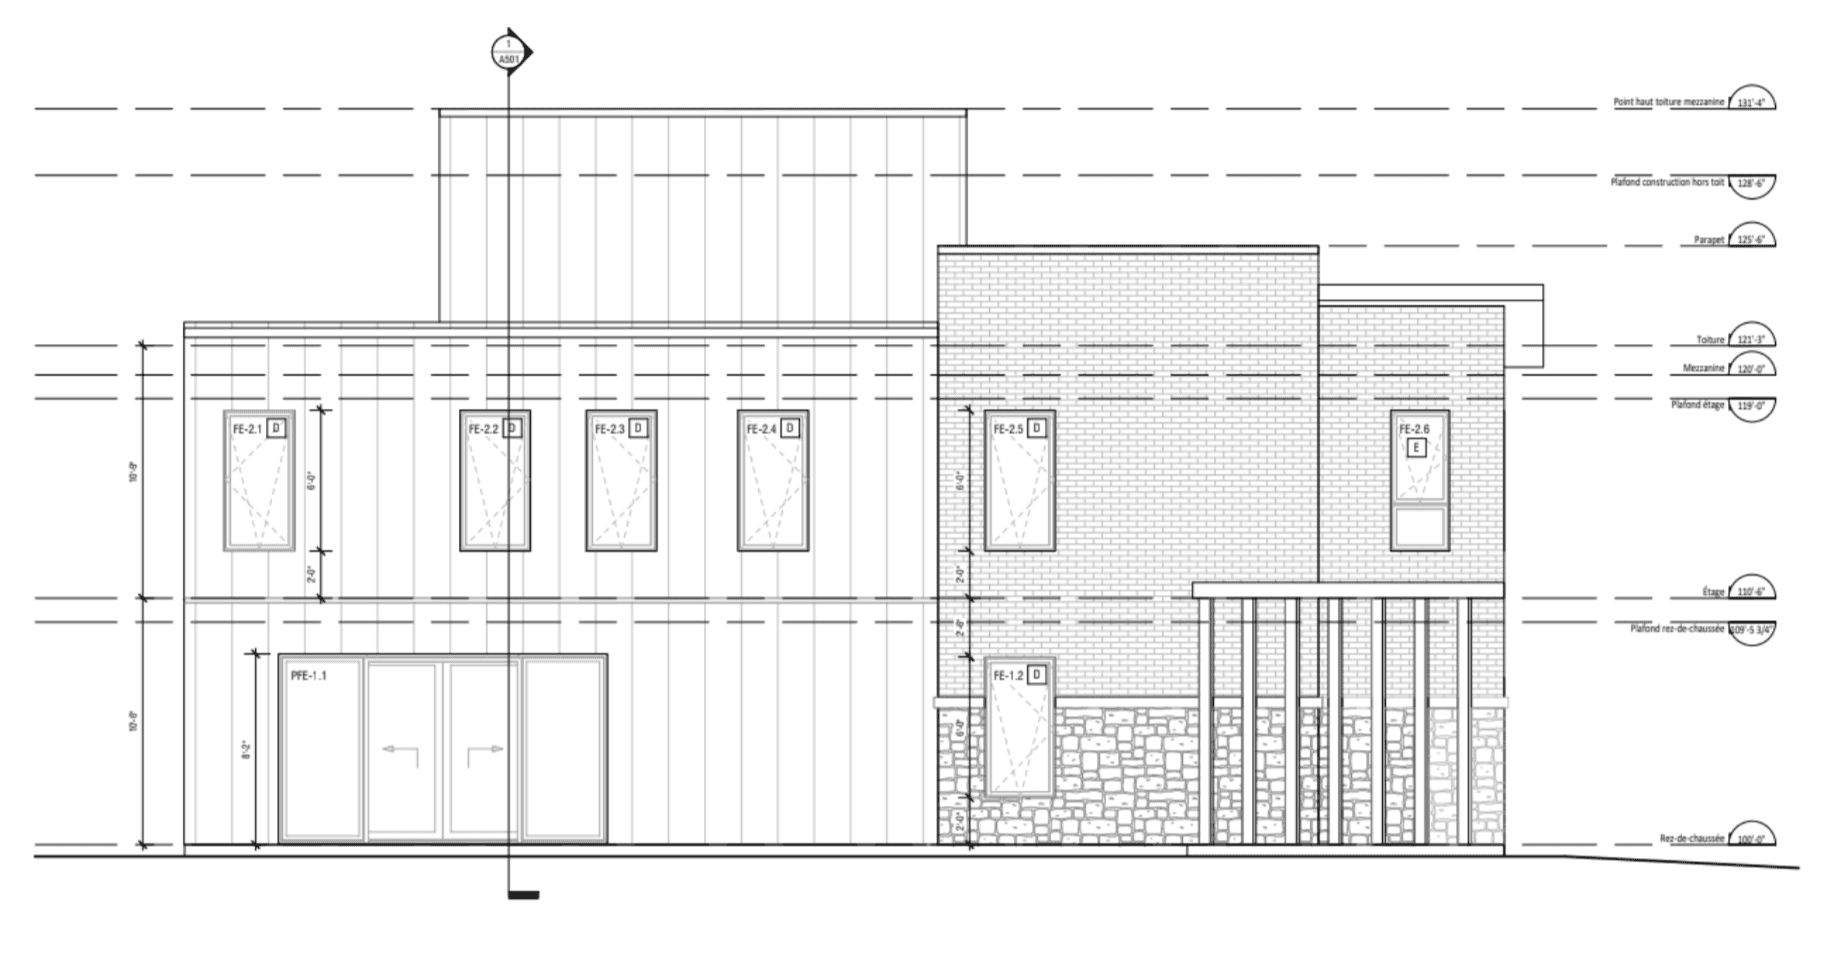 1
A501
Point haut toiture mezzanine 131'-4"
Plafond construction hors toit 128'-6"
Parapet 125'-6"
Toiture 121'-3"
Mezzanine 120'-0"
Plafond étage 119'-0"
FE-2.1 D
FE-2.2 D
FE-2.3 D
FE-2.4 D
FE-2.5 D
FE-2.6
E
10'-9"
6'-0"
6'-0"
2'-0"
2'-0"
Étage 110'-6"
Plafond rez-de-chaussée 109'-5 3/4"
2'-6"
PFE-1.1
FE-1.2 D
10'-6"
8'-2"
6'-0"
2'-0"
Rez-de-chaussée 100'-0"